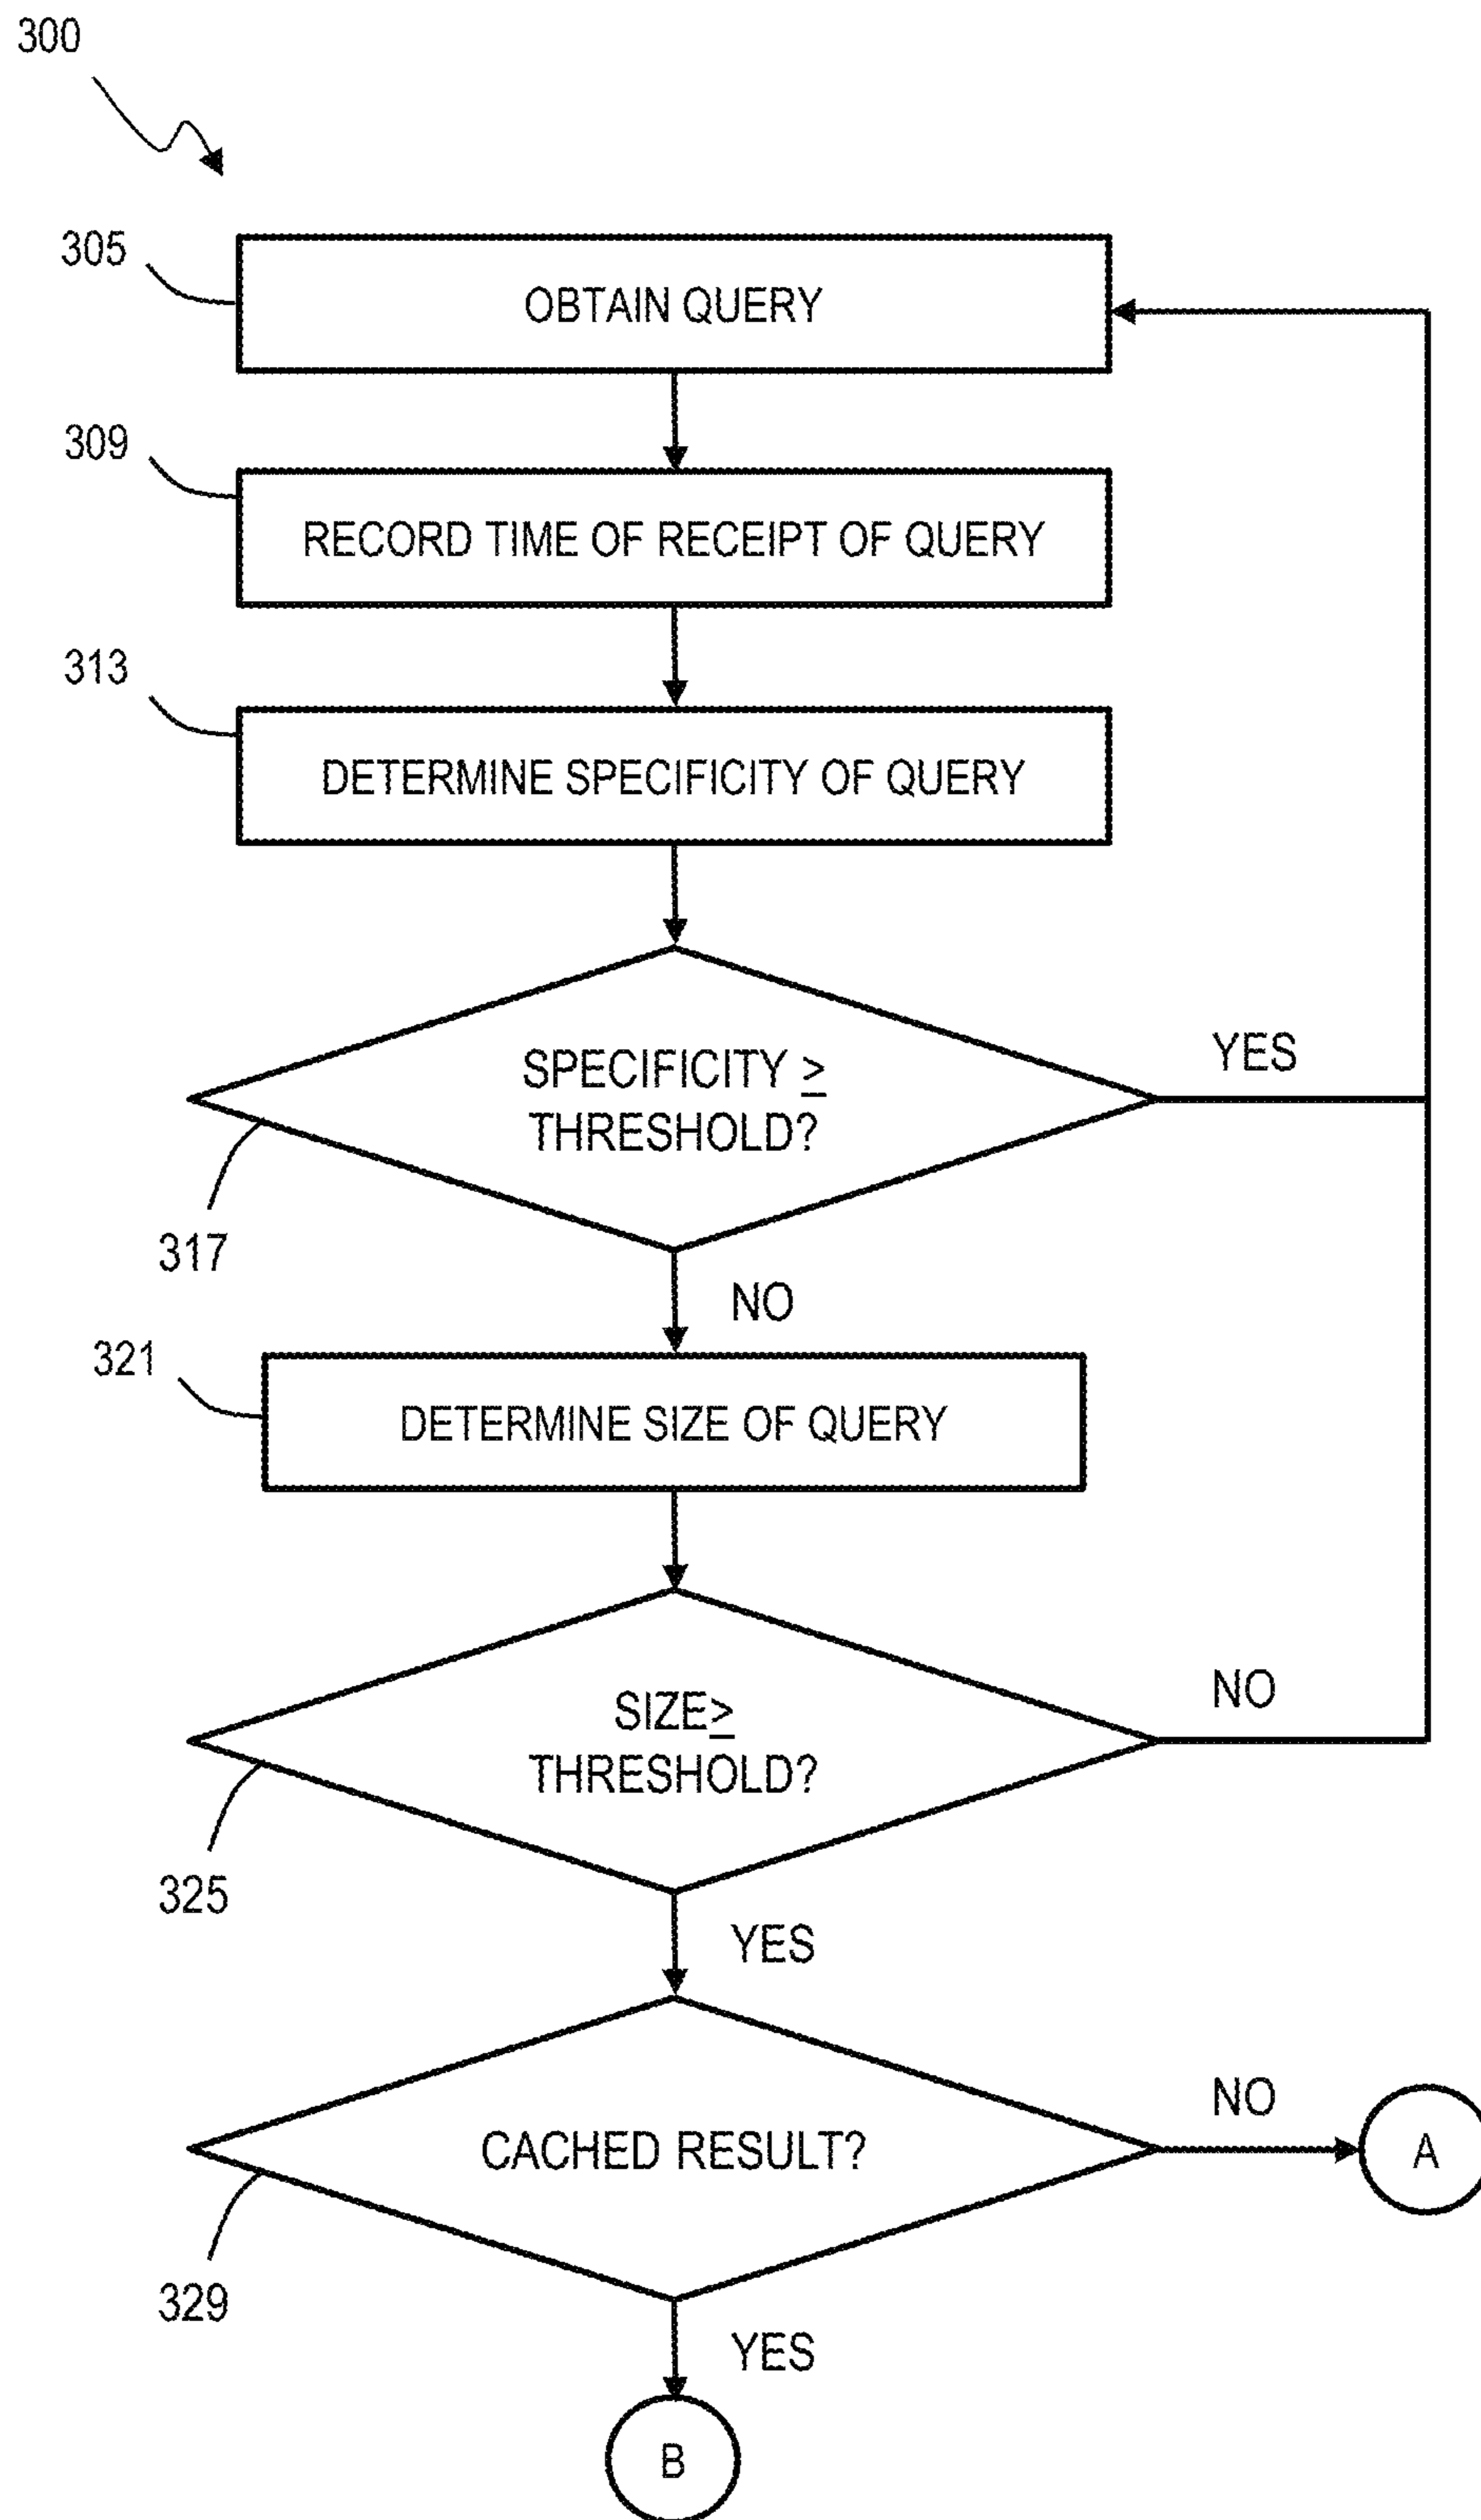 300
305
OBTAIN QUERY
309
RECORD TIME OF RECEIPT OF QUERY
313
DETERMINE SPECIFICITY OF QUERY
SPECIFICITY ≥
THRESHOLD?
YES
317
NO
321
DETERMINE SIZE OF QUERY
SIZE≥
THRESHOLD?
NO
325
YES
CACHED RESULT?
NO
A
329
YES
B